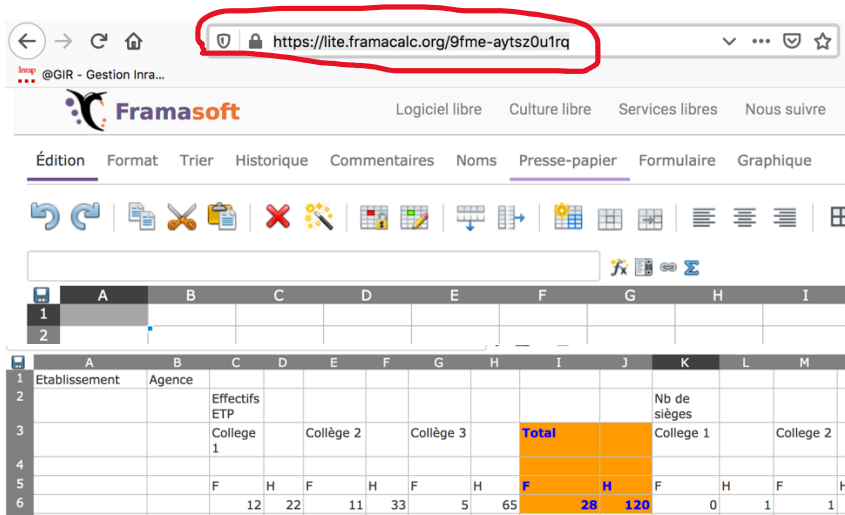 https://lite.framacalc.org/9fme-aytsz0u1rq
Inrap @GIR - Gestion Inra...
Framasoft Logiciel libre Culture libre Services libres Nous suivre
Édition Format Trier Historique Commentaires Noms Presse-papier Formulaire Graphique
A B C D E F G H I
1
2
A B C D E F G H I J K L M
1 Etablissement Agence
2 Effectifs ETP Nb de sièges
3 College 1 Collège 2 Collège 3 Total College 1 College 2
4
5 F H F H F H F H F H F H
6 12 22 11 33 5 65 28 120 0 1 1